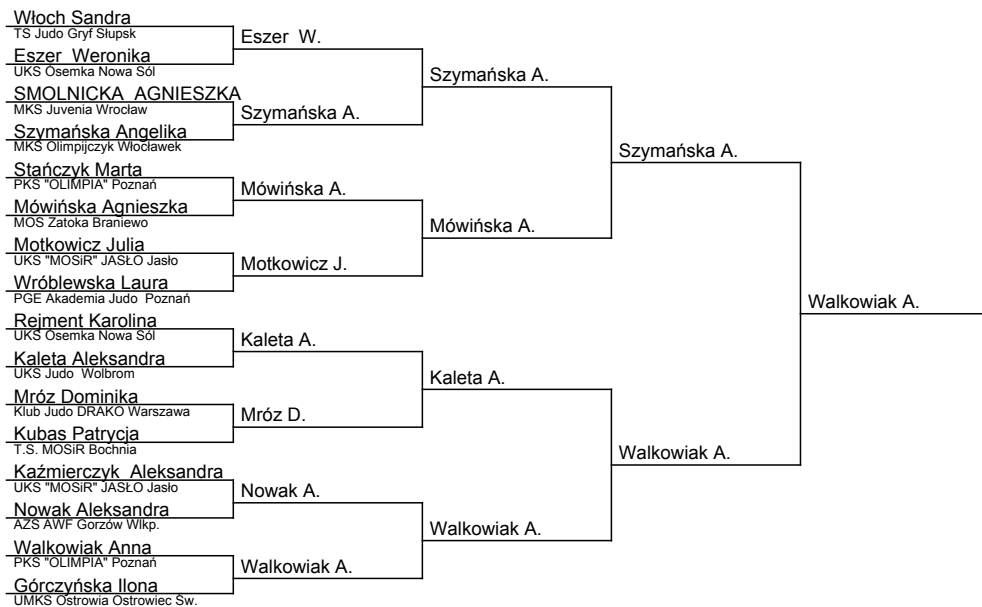 Włoch Sandra
TS Judo Gryf Słupsk
Eszer  Weronika
UKS Ósemka Nowa Sól
SMOLNICKA  AGNIESZKA
MKS Juvenia Wrocław
Szymańska Angelika
MKS Olimpijczyk Włocławek
Stańczyk Marta
PKS "OLIMPIA" Poznań
Mówińska Agnieszka
MOS Zatoka Braniewo
Motkowicz Julia
UKS "MOSiR" JASŁO Jasło
Wróblewska Laura
PGE Akademia Judo  Poznań
Rejment Karolina
UKS Ósemka Nowa Sól
Kaleta Aleksandra
UKS Judo  Wolbrom
Mróz Dominika
Klub Judo DRAKO Warszawa
Kubas Patrycja
T.S. MOSiR Bochnia
Kaźmierczyk  Aleksandra
UKS "MOSiR" JASŁO Jasło
Nowak Aleksandra
AZS AWF Gorzów Wlkp.
Walkowiak Anna
PKS "OLIMPIA" Poznań
Górczyńska Ilona
UMKS Ostrovia Ostrowiec Św.
Eszer  W.
Szymańska A.
Mówińska A.
Motkowicz J.
Kaleta A.
Mróz D.
Nowak A.
Walkowiak A.
Szymańska A.
Mówińska A.
Kaleta A.
Walkowiak A.
Szymańska A.
Walkowiak A.
Walkowiak A.